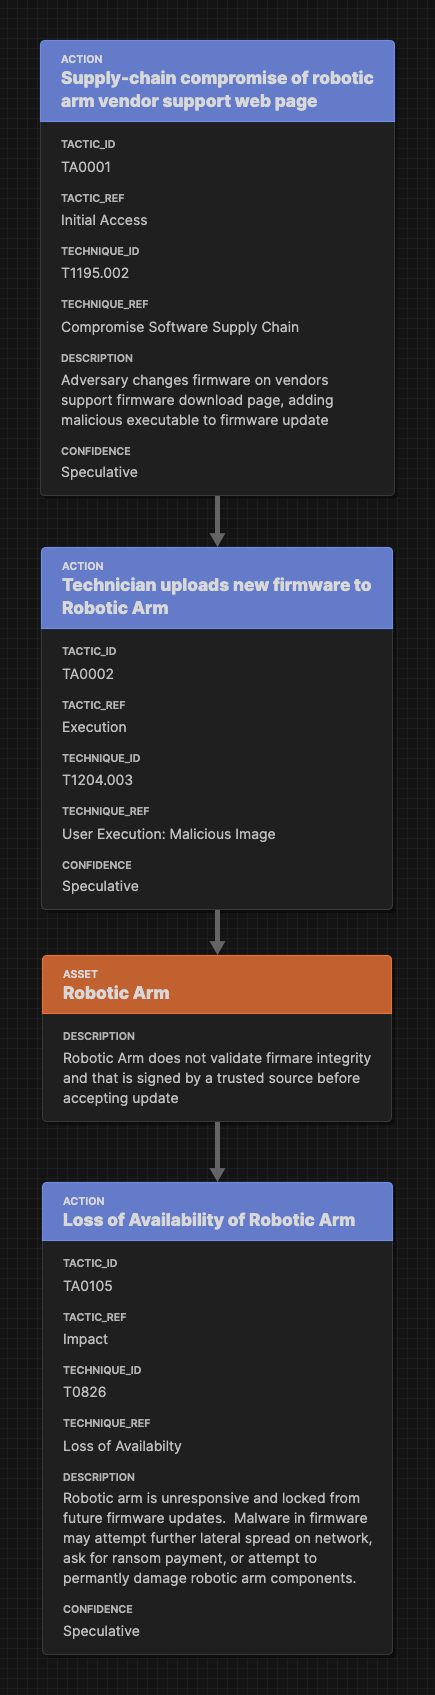 ACTION
Supply-chain compromise of robotic
arm vendor support web page
TACTIC_ID
TA0001
TACTIC_REF
Initial Access
TECHNIQUE_ID
T1195.002
TECHNIQUE_REF
Compromise Software Supply Chain
DESCRIPTION
Adversary changes firmware on vendors
support firmware download page, adding
malicious executable to firmware update
CONFIDENCE
Speculative
ACTION
Technician uploads new firmware to
Robotic Arm
TACTIC_ID
TA0002
TACTIC_REF
Execution
TECHNIQUE_ID
T1204.003
TECHNIQUE_REF
User Execution: Malicious Image
CONFIDENCE
Speculative
ASSET
Robotic Arm
DESCRIPTION
Robotic Arm does not validate firmare integrity
and that is signed by a trusted source before
accepting update
ACTION
Loss of Availability of Robotic Arm
TACTIC_ID
TA0105
TACTIC_REF
Impact
TECHNIQUE_ID
T0826
TECHNIQUE_REF
Loss of Availabilty
DESCRIPTION
Robotic arm is unresponsive and locked from
future firmware updates.  Malware in firmware
may attempt further lateral spread on network,
ask for ransom payment, or attempt to
permantly damage robotic arm components.
CONFIDENCE
Speculative